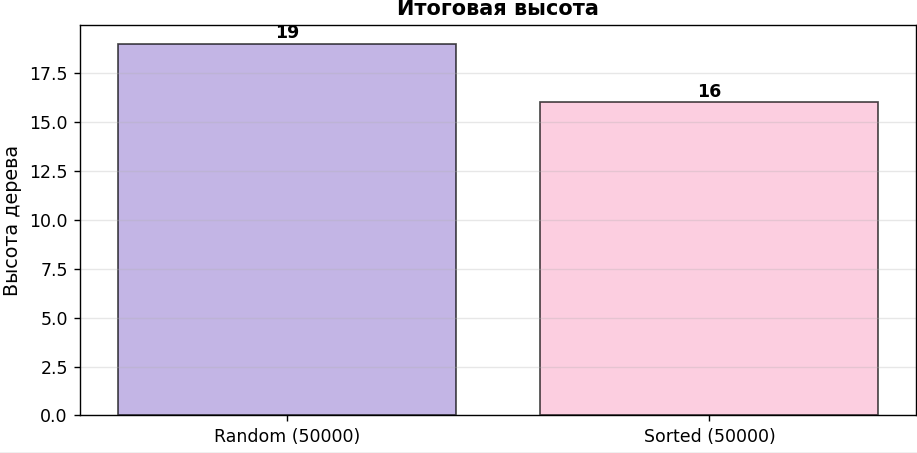 Итоговая высота
19
16
Высота дерева
17.5
15.0
12.5
10.0
7.5
5.0
2.5
0.0
Random (50000)
Sorted (50000)